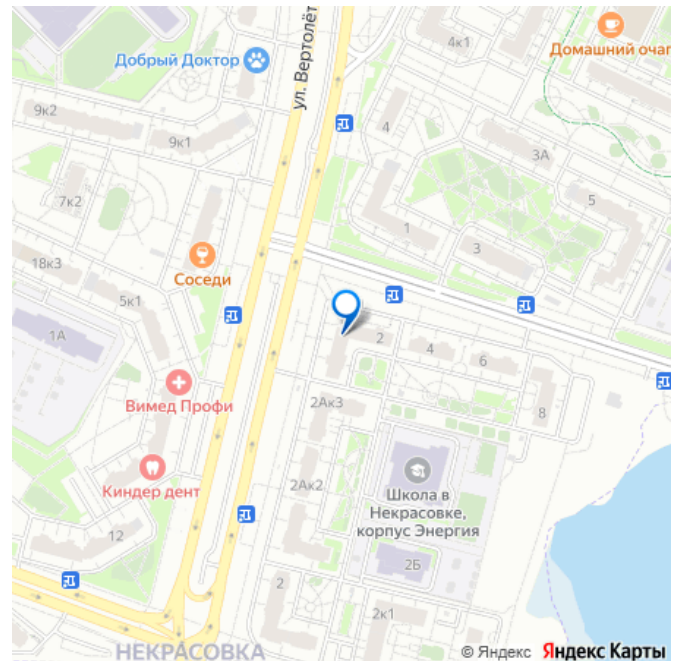 4к1
Домашний очаг
Добрый Доктор
ул. Вертолёт
9к2
9к1
4
3А
5
7к2
1
3
18к3
Соседи
5к1
1А
2
4
6
8
Вимед Профи
2Ак3
Киндер дент
2Ак2
Школа в
Некрасовке,
корпус Энергия
12
2Б
2
2к1
НЕКРАСОВКА
© Яндекс Яндекс Карты